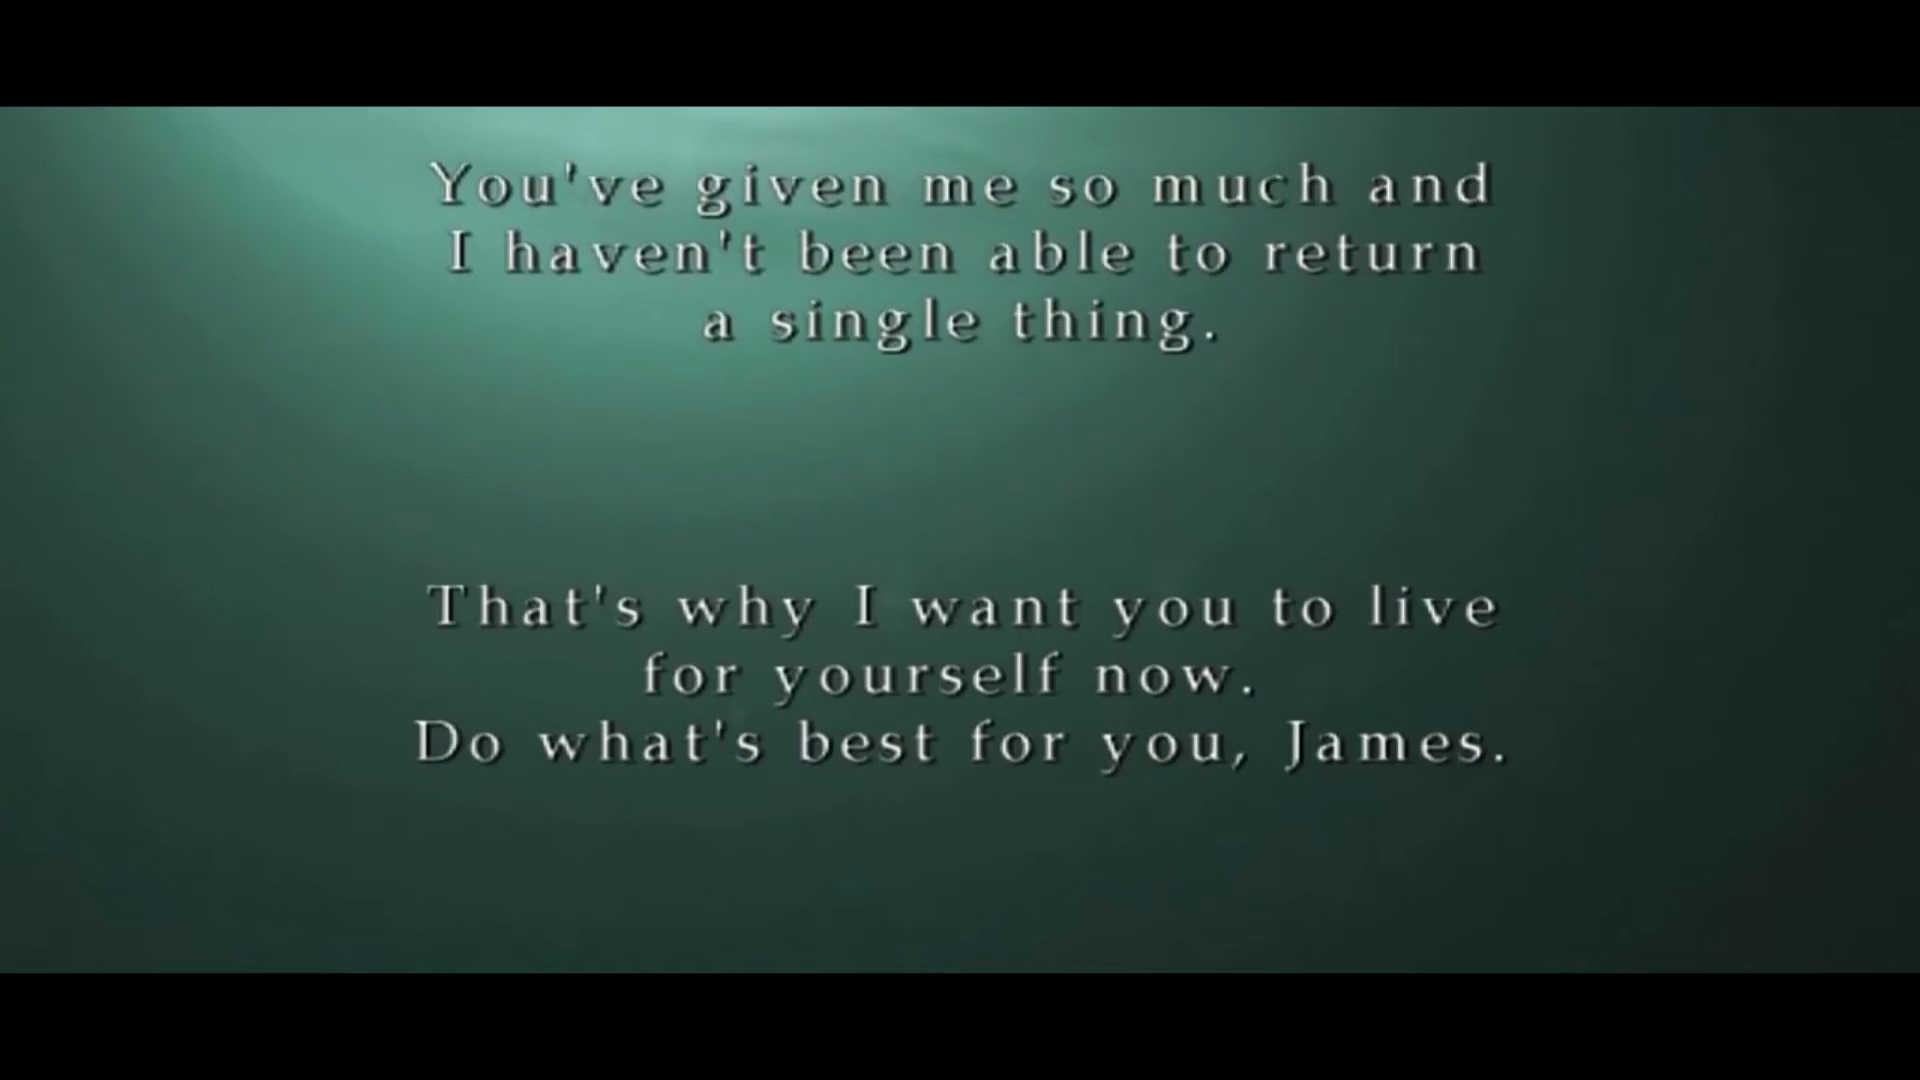 You've given me so much and
I haven't been able to return
a single thing.
That's why I want you to live
for yourself now.
Do what's best for you, James.